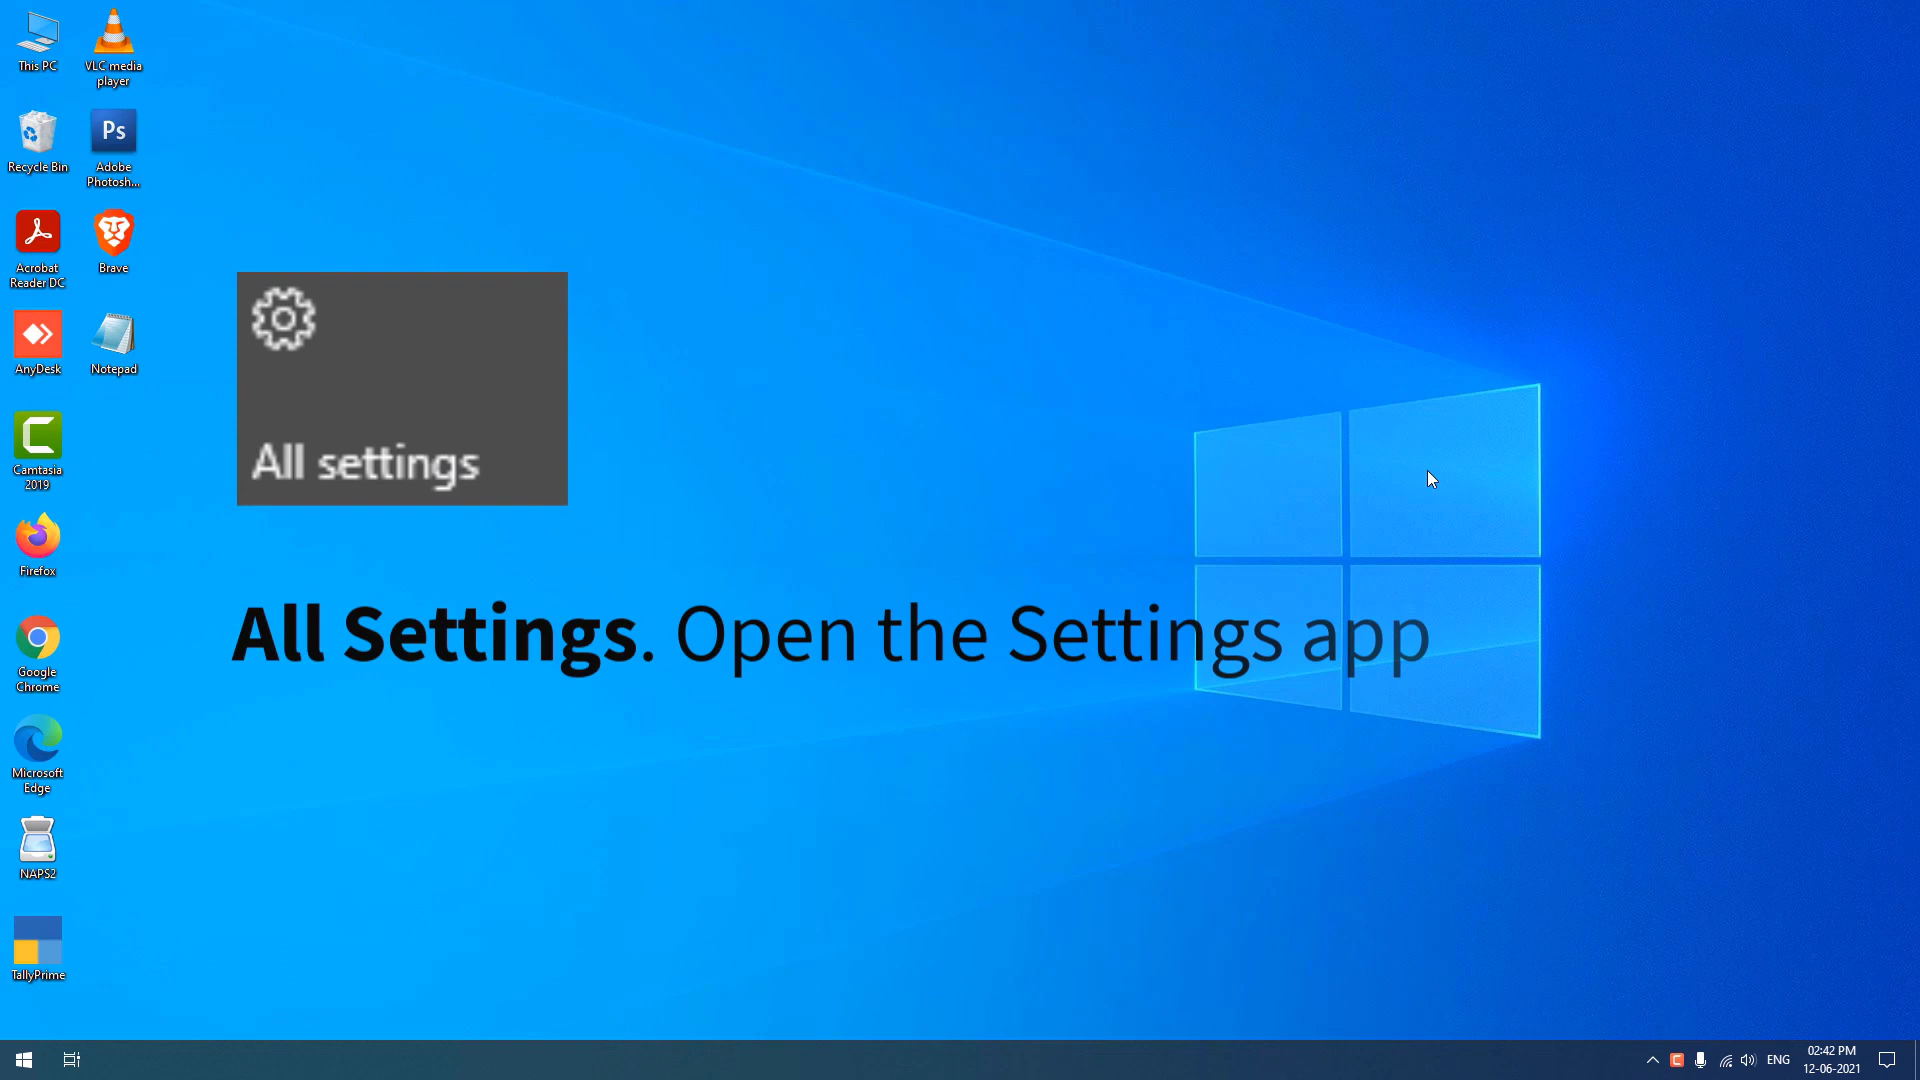 This PC
VLC media
player
Recycle Bin
Ps
Adobe
Photosh...
Acrobat
Reader DC
Brave
AnyDesk
Notepad
All settings
Camtasia
2019
Firefox
All Settings. Open the Settings app
Google
Chrome
Microsoft
Edge
NAPS2
TallyPrime
ENG
02:42 PM
12-06-2021